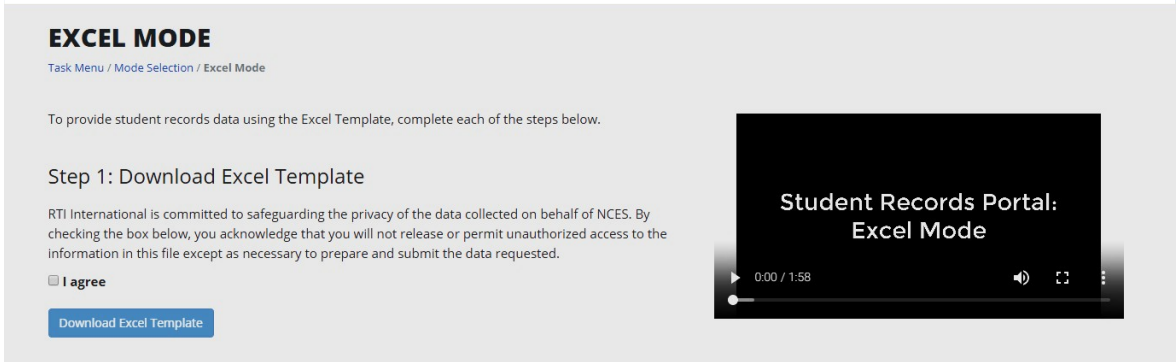 EXCEL MODE
Task Menu / Mode Selection / Excel Mode
To provide student records data using the Excel Template, complete each of the steps below.
Step 1: Download Excel Template
RTI International is committed to safeguarding the privacy of the data collected on behalf of NCES. By
checking the box below, you acknowledge that you will not release or permit unauthorized access to the
information in this file except as necessary to prepare and submit the data requested.
I agree
Download Excel Template
Student Records Portal:
Excel Mode
0:00 / 1:58